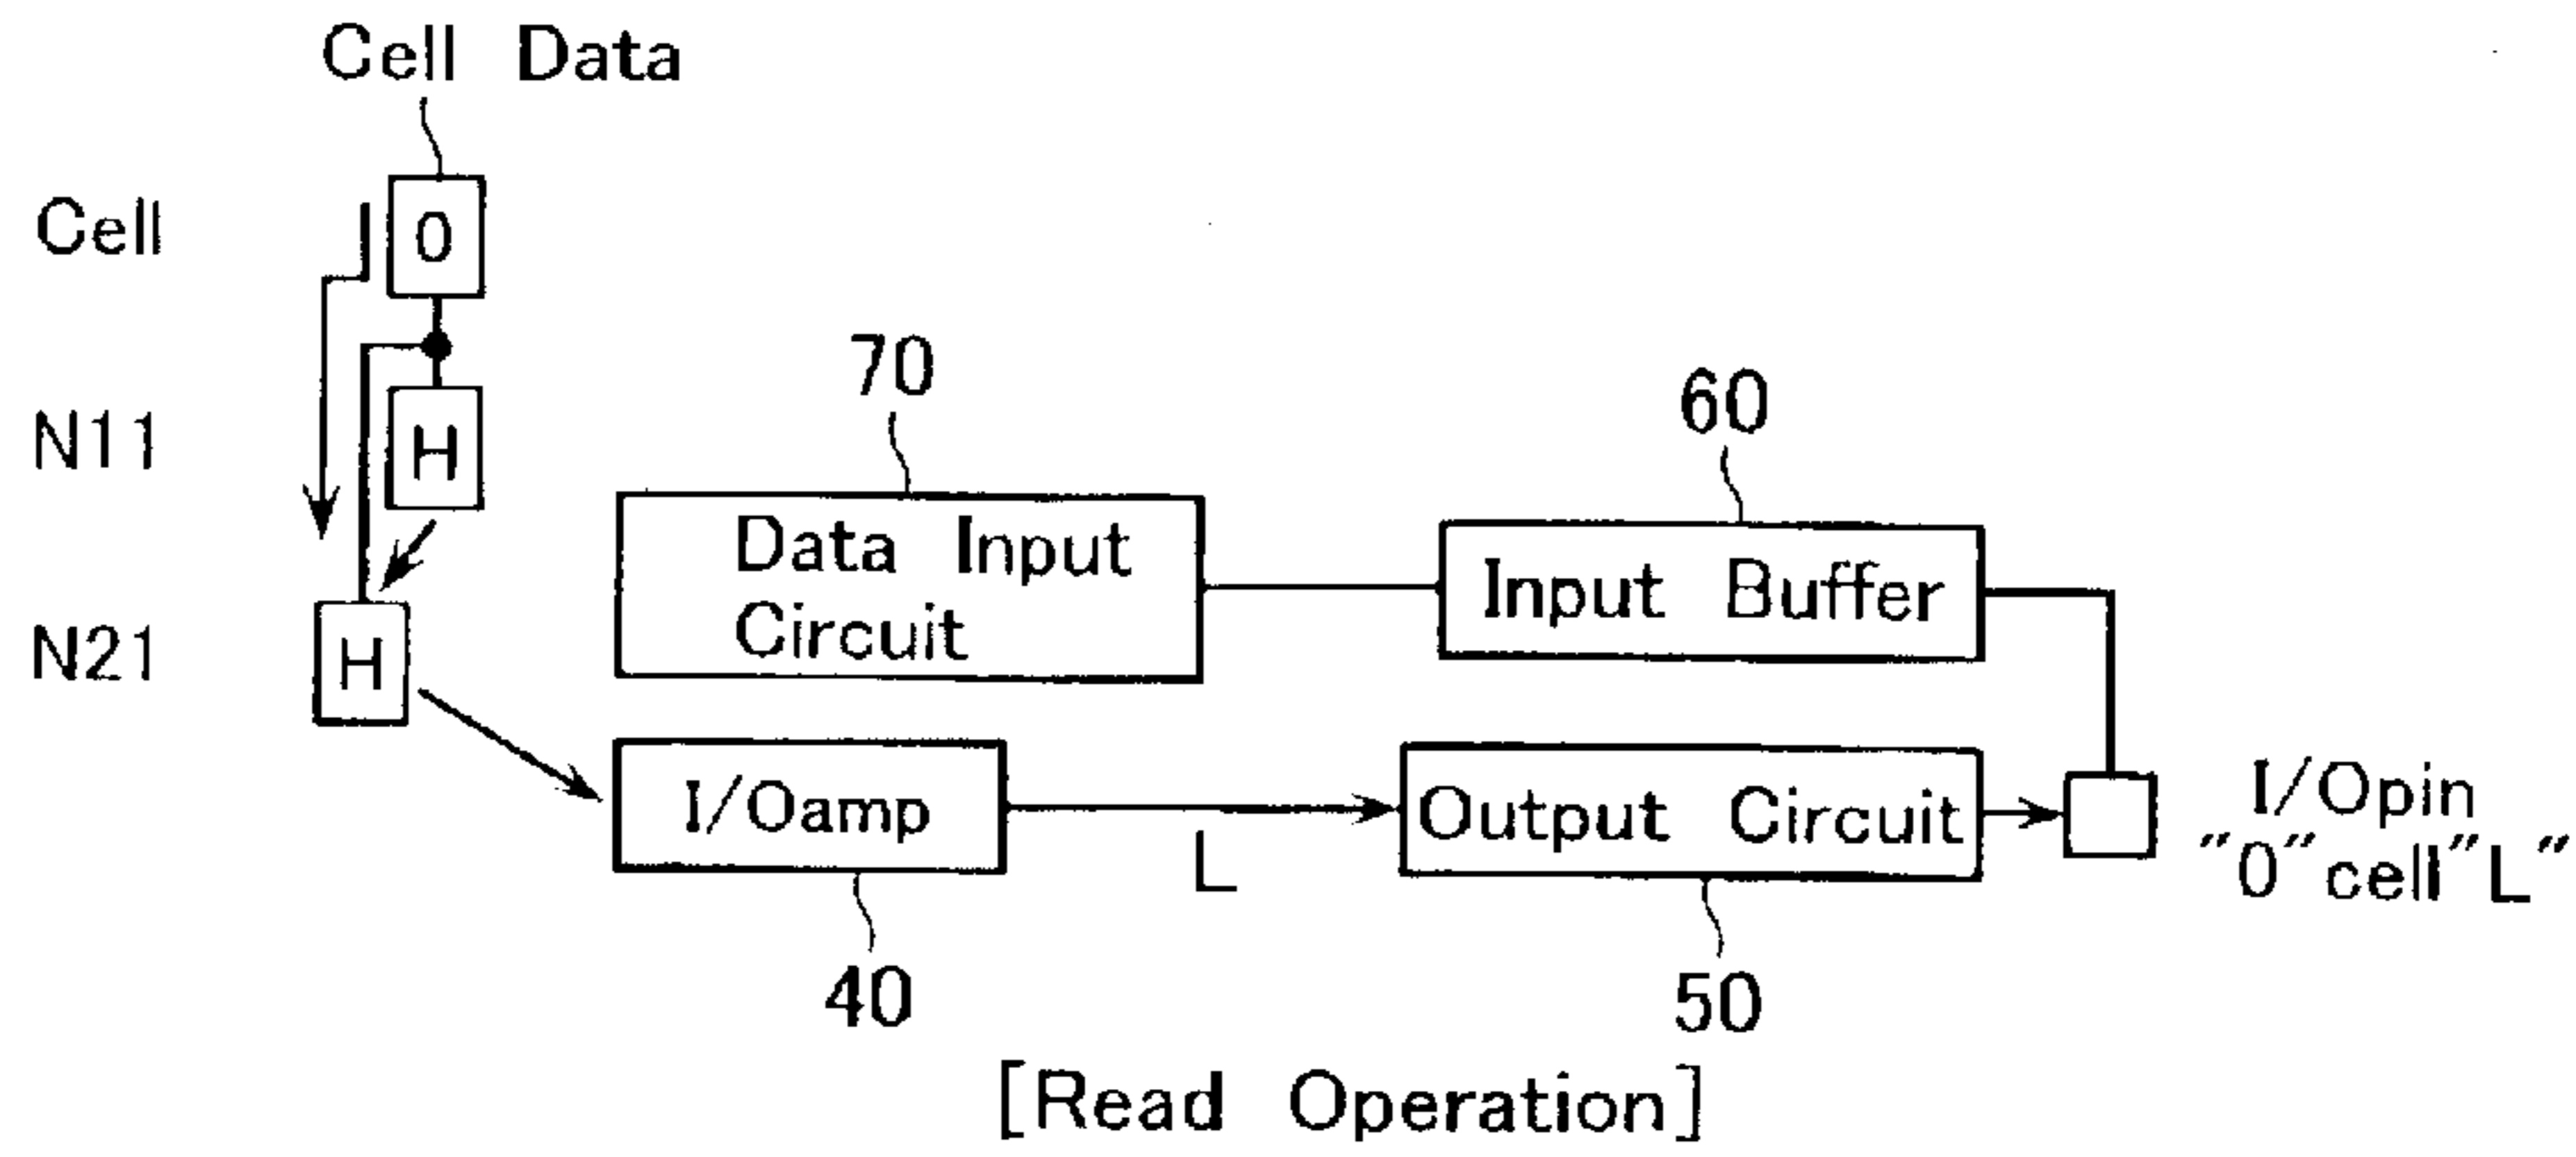 Cell Data
Cell
0
N11
H
70
60
Data Input
Circuit
Input Buffer
N21
H
I/Oamp
L
Output Circuit
I/Opin
"0"cell"L"
40
50
[Read Operation]